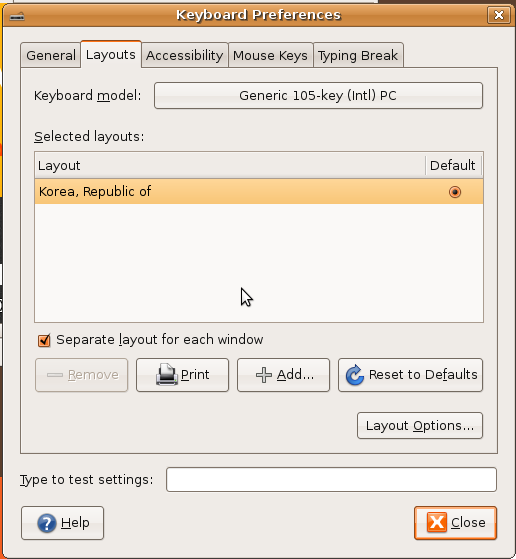 Keyboard Preferences
General Layouts Accessibility Mouse Keys Typing Break
Keyboard model: Generic 105-key (Intl) PC
Selected layouts:
Layout Default
Korea, Republic of
Separate layout for each window
Remove Print Add... Reset to Defaults
Layout Options...
Type to test settings:
Help Close